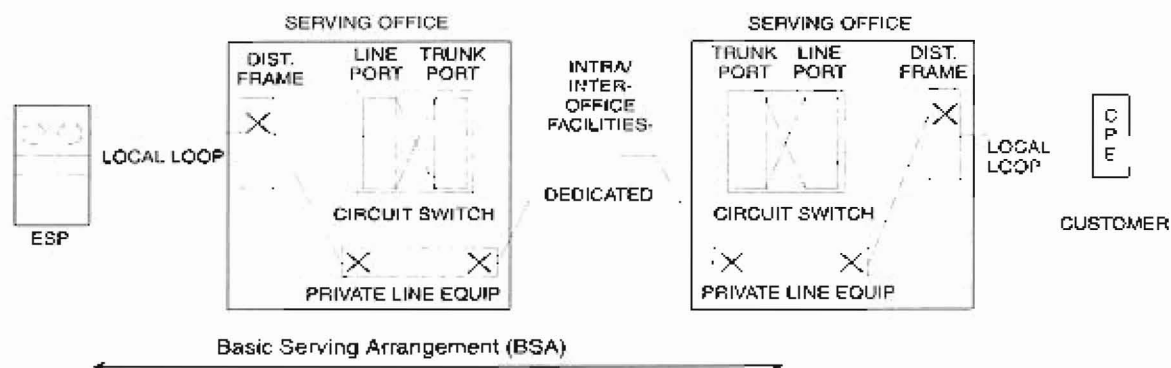 SERVING OFFICE
DIST.
FRAME
LINE
PORT
TRUNK
PORT
LOCAL LOOP
ESP
CIRCUIT SWITCH
PRIVATE LINE EQUIP
INTRA/
INTER-
OFFICE
FACILITIES-
DEDICATED
SERVING OFFICE
TRUNK
PORT
LINE
PORT
DIST.
FRAME
CIRCUIT SWITCH
PRIVATE LINE EQUIP
LOCAL
LOOP
C
P
E
CUSTOMER
Basic Serving Arrangement (BSA)